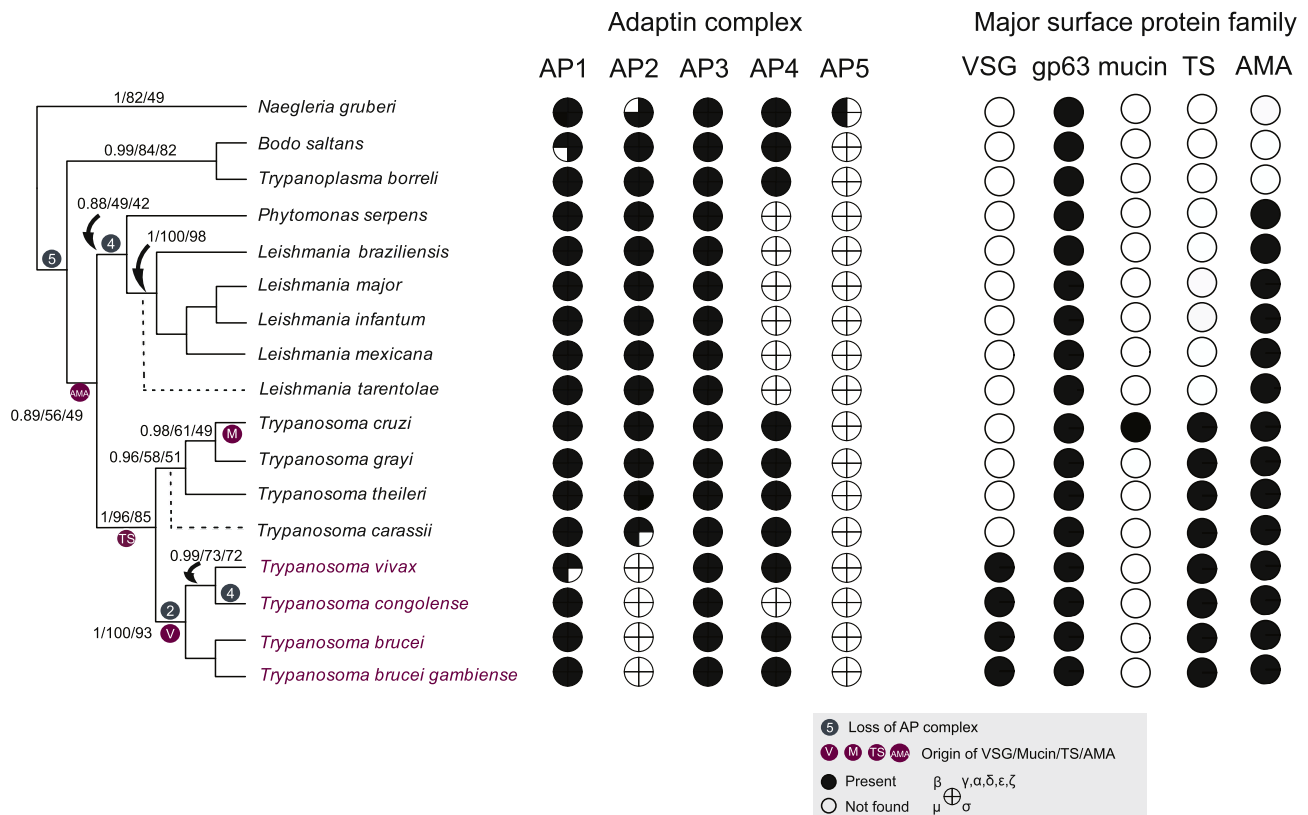 Adaptin complex
Major surface protein family
AP1 AP2 AP3 AP4 AP5
VSG gp63 mucin TS AMA
1/82/49
Naegleria gruberi
0.99/84/82
Bodo saltans
Trypanoplasma borreli
0.88/49/42
Phytomonas serpens
4
1/100/98
5
Leishmania braziliensis
Leishmania major
Leishmania infantum
Leishmania mexicana
AMA
Leishmania tarentolae
0.89/56/49
Trypanosoma cruzi
0.98/61/49
M
0.96/58/51
Trypanosoma grayi
Trypanosoma theileri
1/96/85
TS
Trypanosoma carassii
0.99/73/72
Trypanosoma vivax
4
2
Trypanosoma congolense
1/100/93
V
Trypanosoma brucei
Trypanosoma brucei gambiense
5 Loss of AP complex
V M TS AMA Origin of VSG/Mucin/TS/AMA
Present
β γ,α,δ,ε,ζ
Not found
μ σ